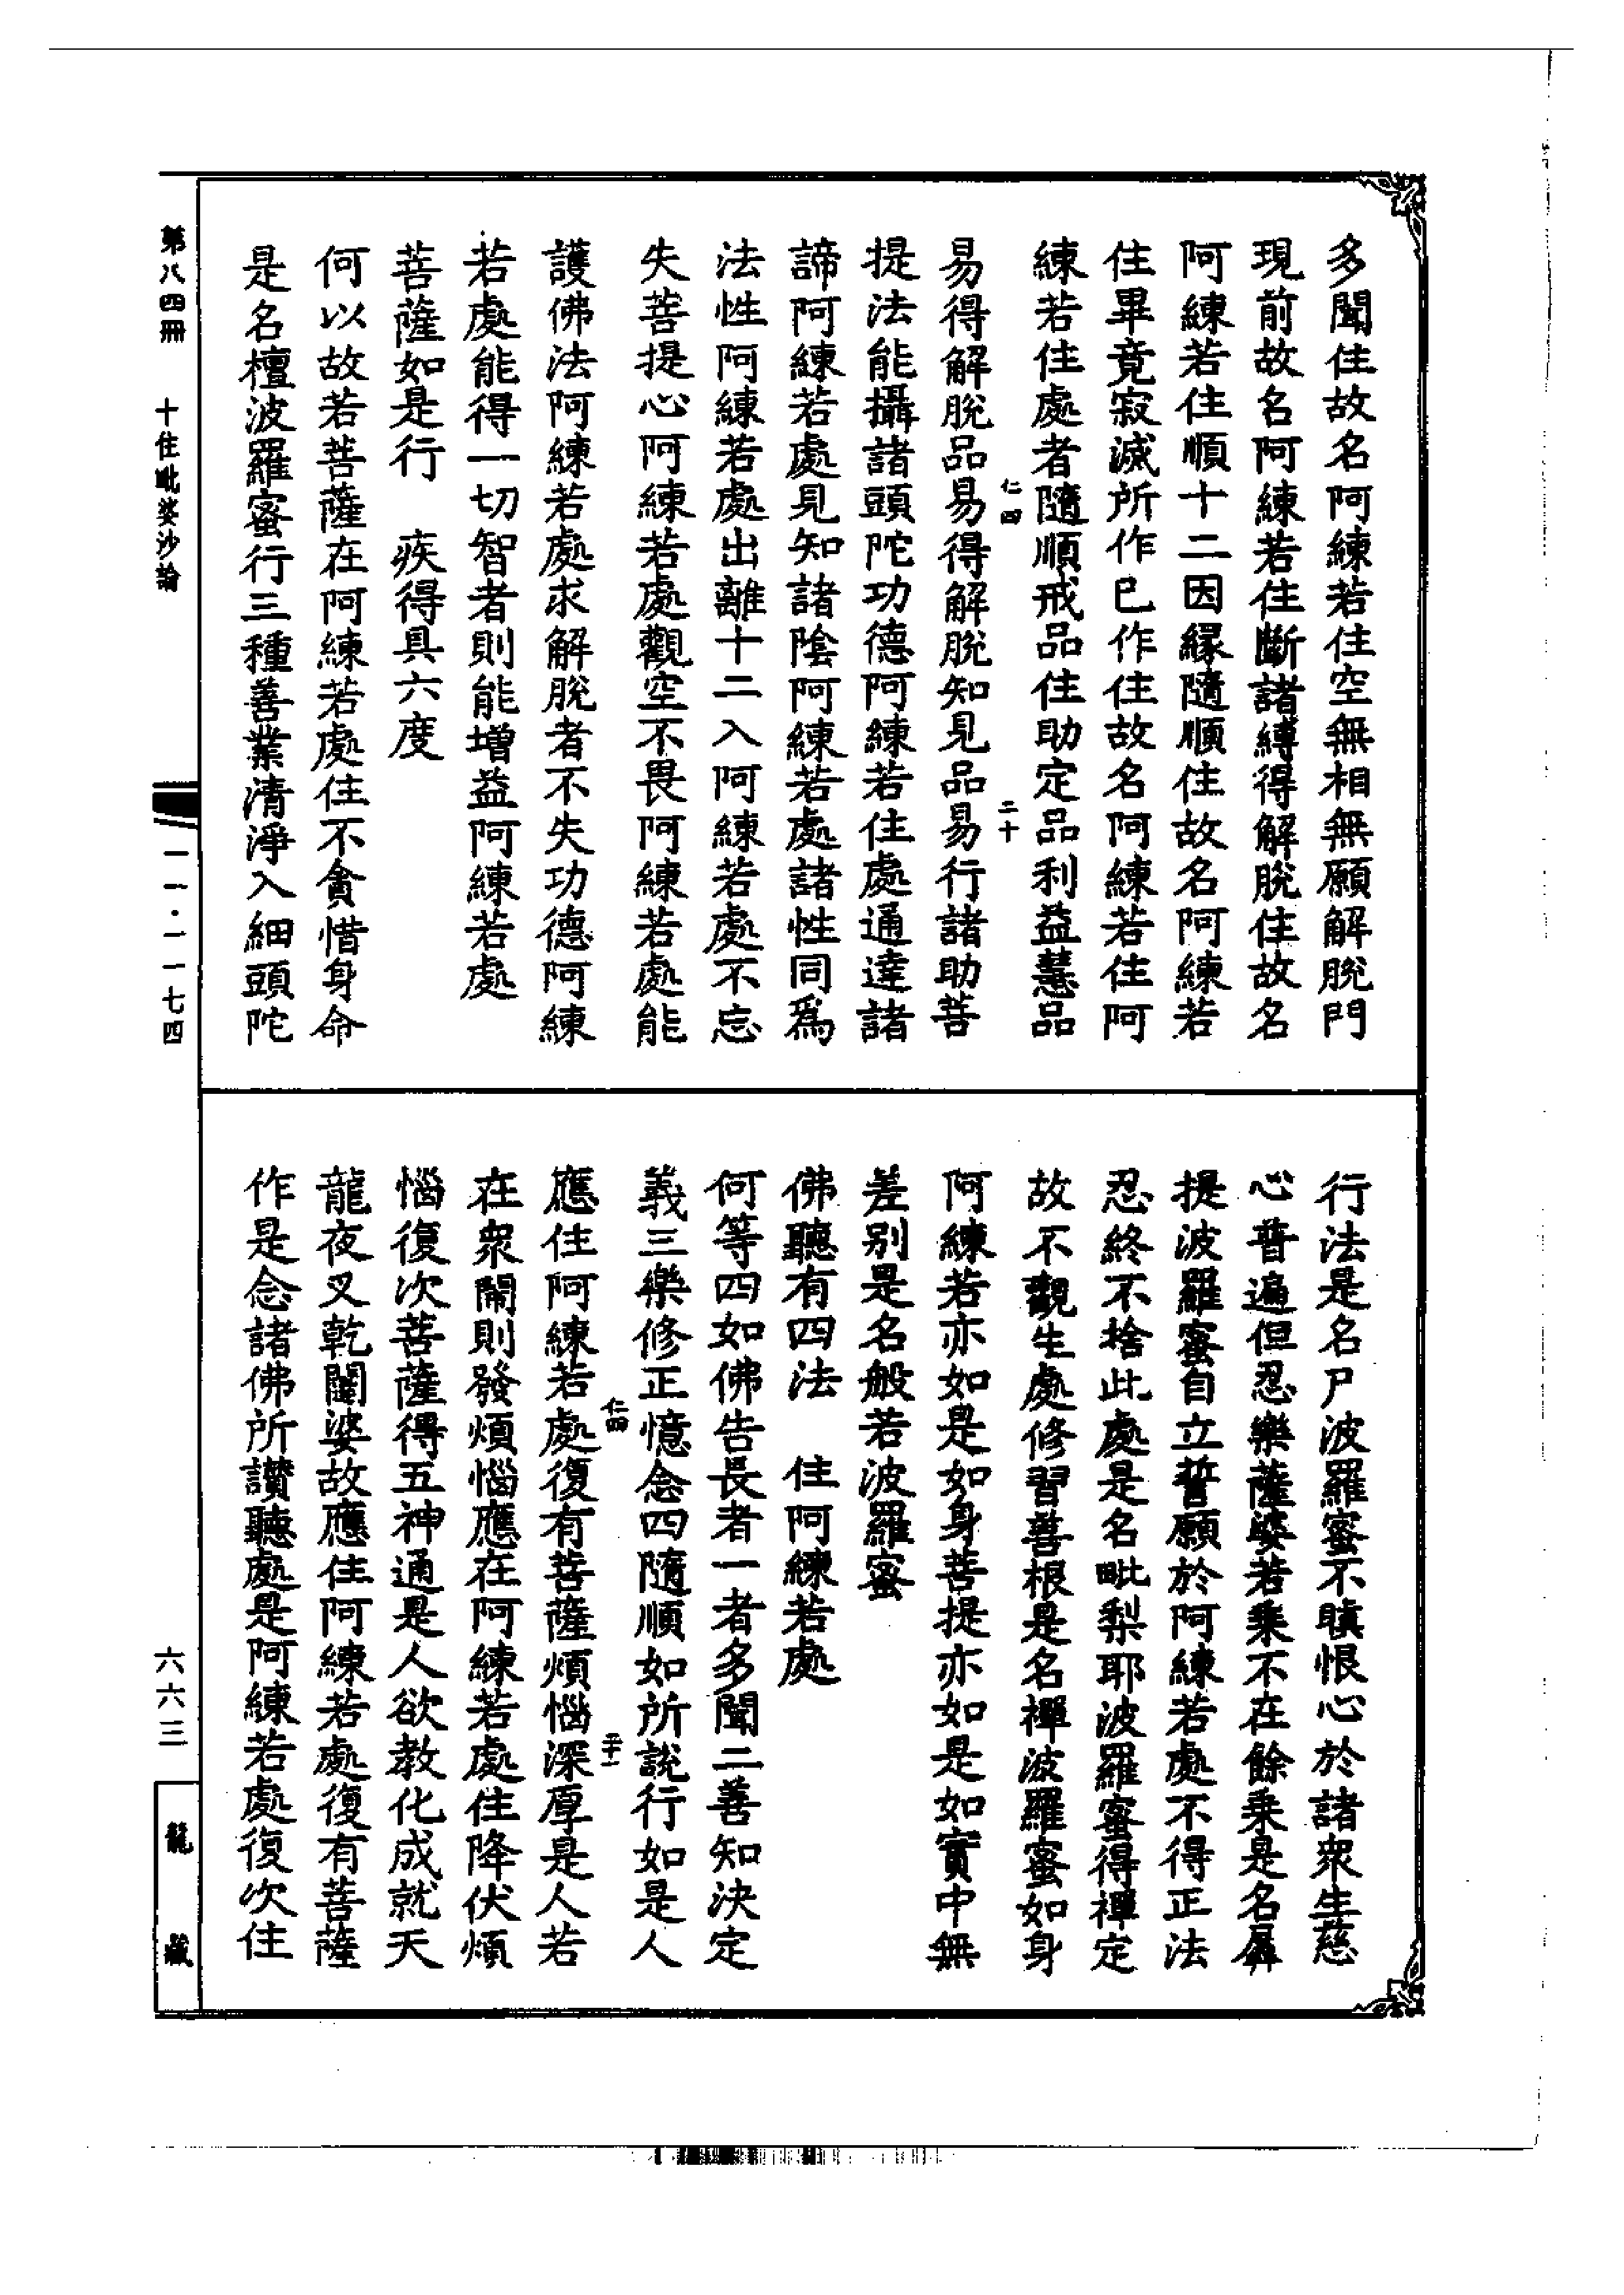 多聞住故名阿練若住空無相無願解脫門
現前故名阿練若住斷諸縛得解脫住故名
阿練若住順十二因緣隨順住故名阿練若
住畢竟寂滅所作已作住故名阿練若住阿
練若住處者隨順戒品住助定品利益慧品
仁四
二十
易得解脫品易得解脫知見品易行諸助菩
提法能攝諸頭陀功德阿練若住處通達諸
諦阿練若處見知諸陰阿練若處諸性同爲
法性阿練若處出離十二入阿練若處不忘
失菩提心阿練若處觀空不畏阿練若處能
護佛法阿練若處求解脫者不失功德阿練
若處能得一切智者則能增益阿練若處
菩薩如是行　疾得具六度
何以故若菩薩在阿練若處住不貪惜身命
是名檀波羅蜜行三種善業清淨入細頭陀
行法是名尸波羅蜜不瞋恨心於諸衆生慈
心普遍但忍樂薩婆若乘不在餘乘是名羼
提波羅蜜自立誓願於阿練若處不得正法
忍終不捨此處是名毗梨耶波羅蜜得禪定
故不觀生處修習善根是名禪波羅蜜如身
阿練若亦如是如身菩提亦如是如實中無
差別是名般若波羅蜜
佛聽有四法　住阿練若處
何等四如佛告長者一者多聞二善知決定
義三樂修正憶念四隨順如所說行如是人
仁四
二十一
應住阿練若處復有菩薩煩惱深厚是人若
在衆鬧則發煩惱應在阿練若處住降伏煩
惱復次菩薩得五神通是人欲教化成就天
龍夜叉乾闥婆故應住阿練若處復有菩薩
作是念諸佛所讚聽處是阿練若處復次住
第八四冊　十住毗婆沙論
一一·一一七四
六六三
龍藏